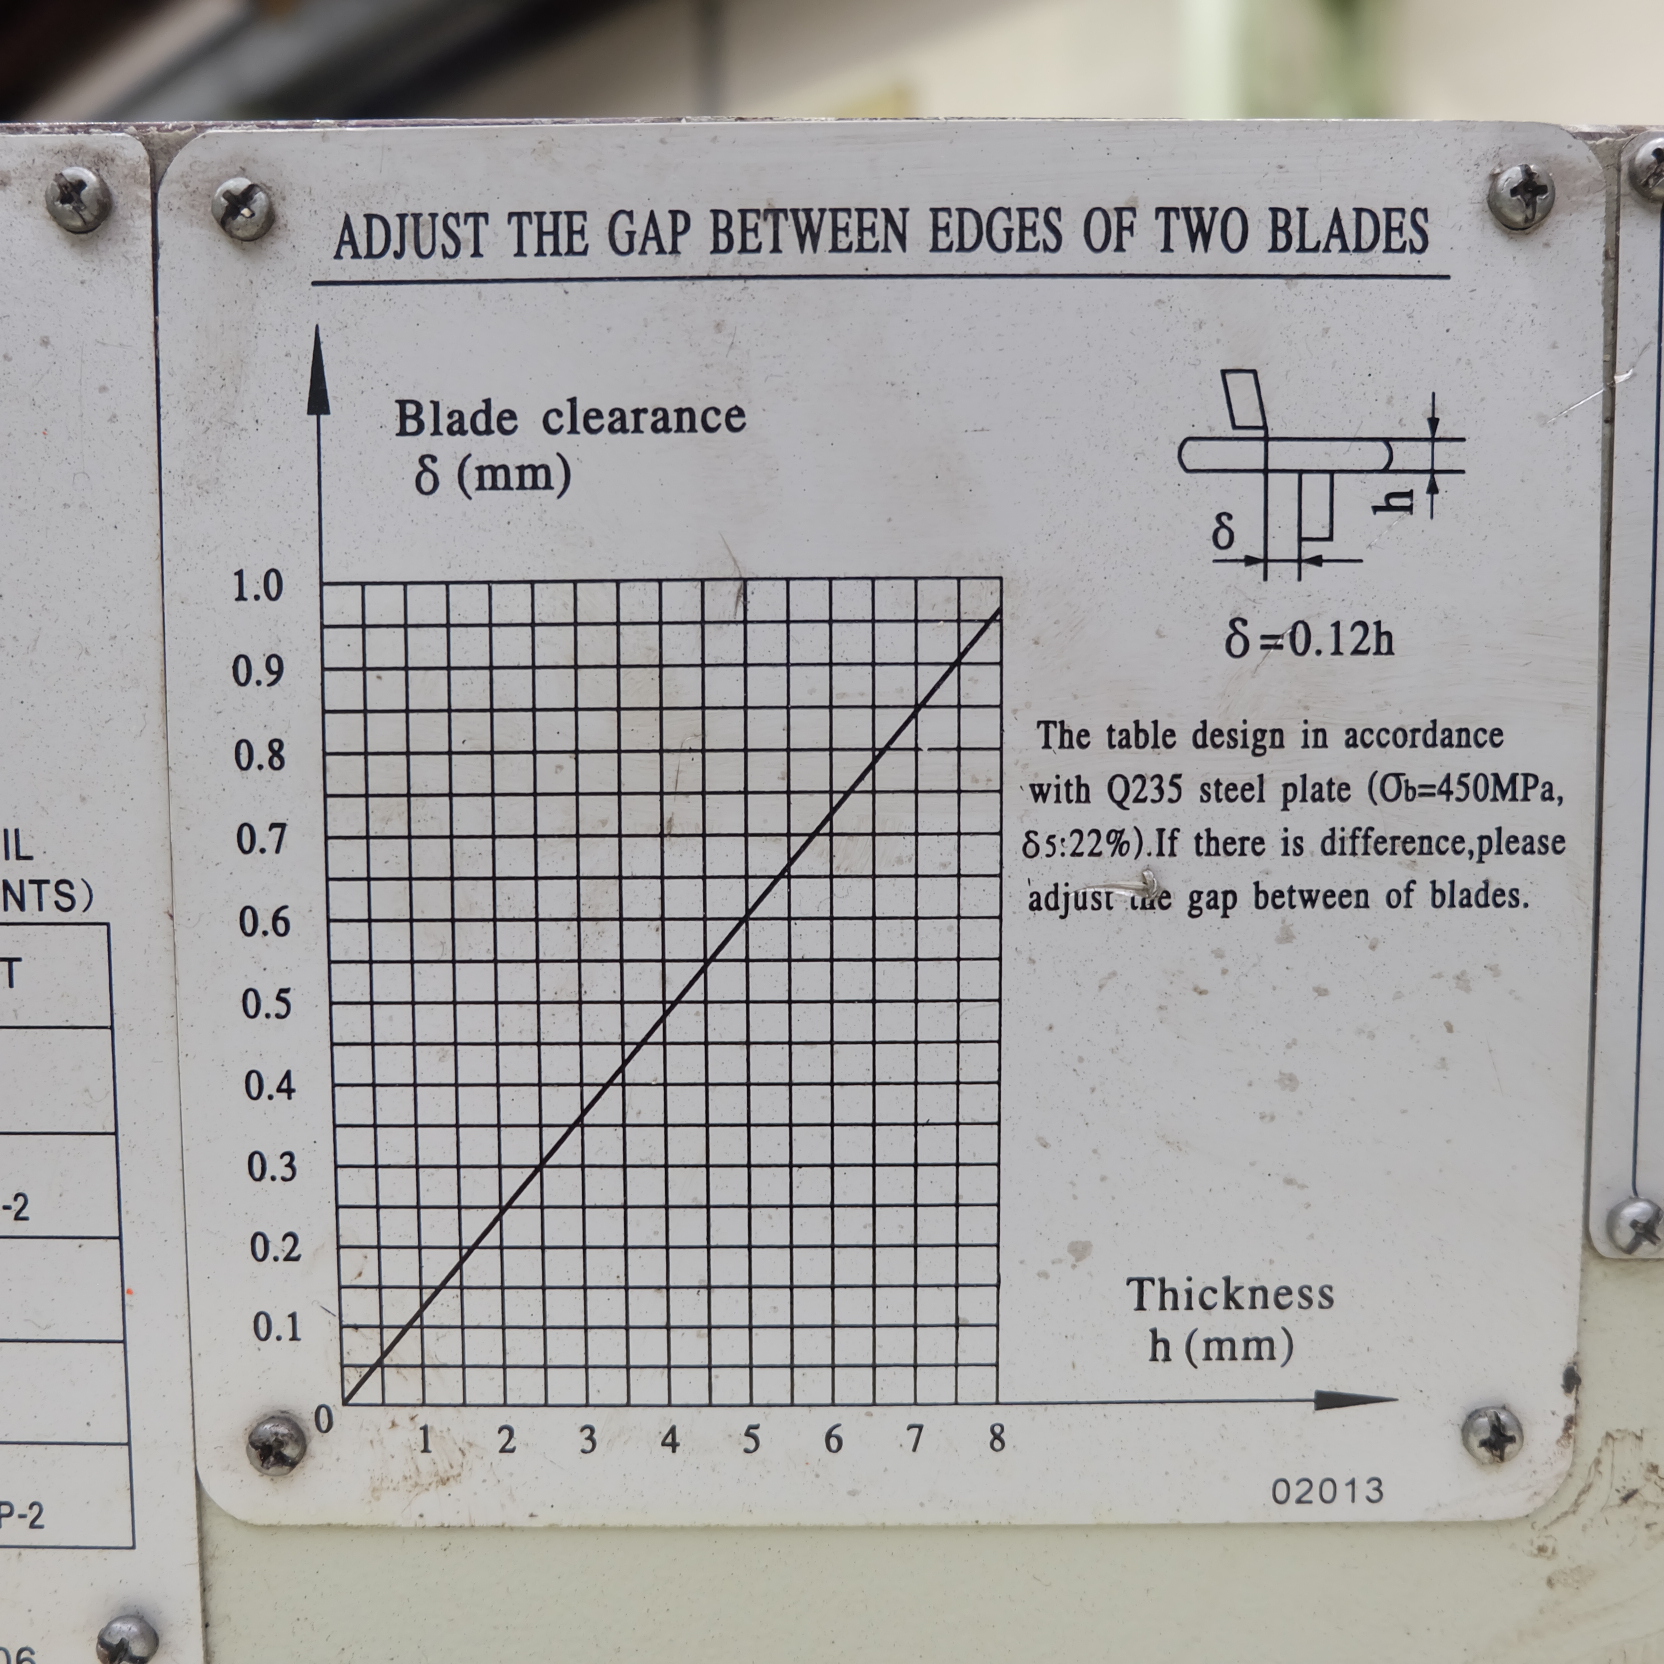 ADJUST THE GAP BETWEEN EDGES OF TWO BLADES
Blade clearance
δ (mm)
h
δ
δ=0.12h
The table design in accordance
with Q235 steel plate (σb=450MPa,
δ5:22%).If there is difference,please
adjust the gap between of blades.
1.0
0.9
0.8
0.7
0.6
0.5
0.4
0.3
0.2
0.1
0
1 2 3 4 5 6 7 8
Thickness
h (mm)
02013
IL
NTS)
T
-2
P-2
06